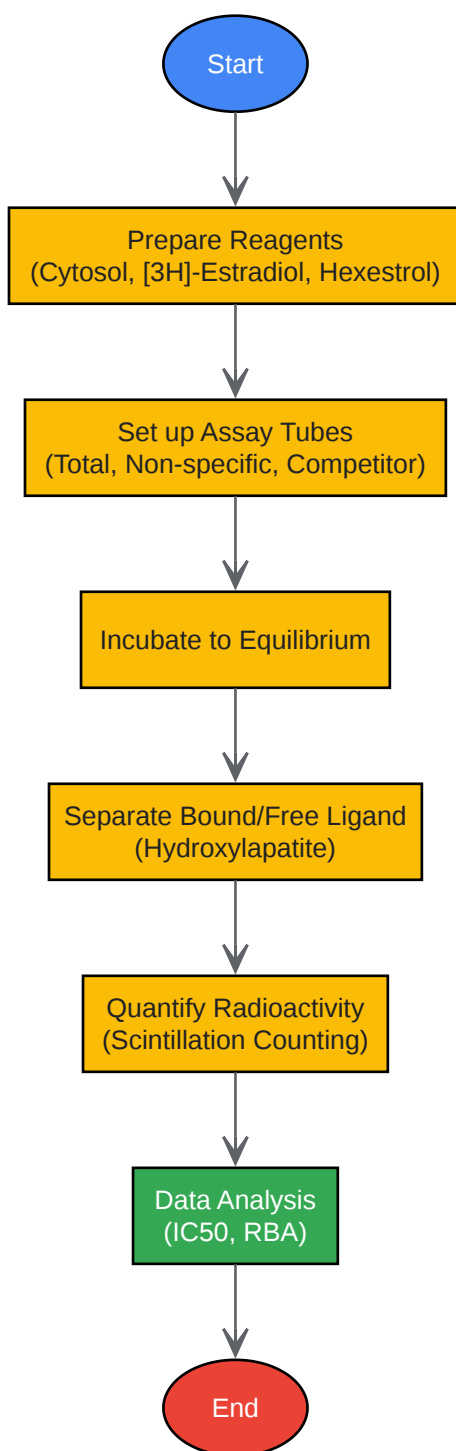 Start
Prepare Reagents
(Cytosol, [3H]-Estradiol, Hexestrol)
Set up Assay Tubes
(Total, Non-specific, Competitor)
Incubate to Equilibrium
Separate Bound/Free Ligand
(Hydroxylapatite)
Quantify Radioactivity
(Scintillation Counting)
Data Analysis
(IC50, RBA)
End